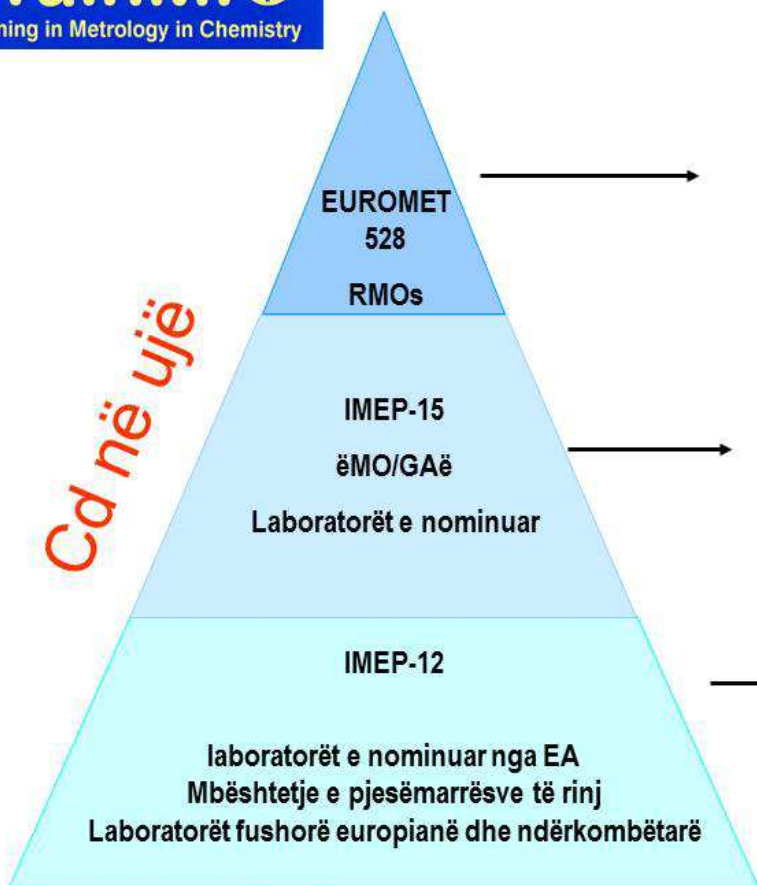 ning in Metrology in Chemistry
EUROMET
528
RMOs
Cd në ujë
IMEP-15
ëMO/GAë
Laboratorët e nominuar
IMEP-12
laboratorët e nominuar nga EA
Mbështetje e pjesëmarrësve të rinj
Laboratorët fushorë europianë dhe ndërkombëtarë